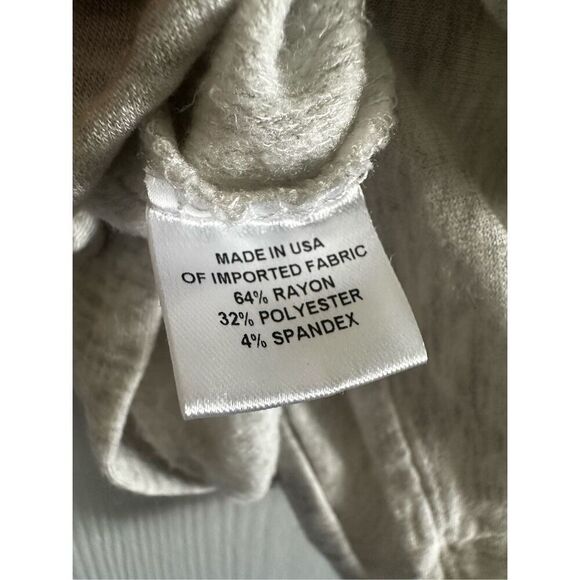 MADE IN USA
OF IMPORTED FABRIC
64% RAYON
32% POLYESTER
4% SPANDEX